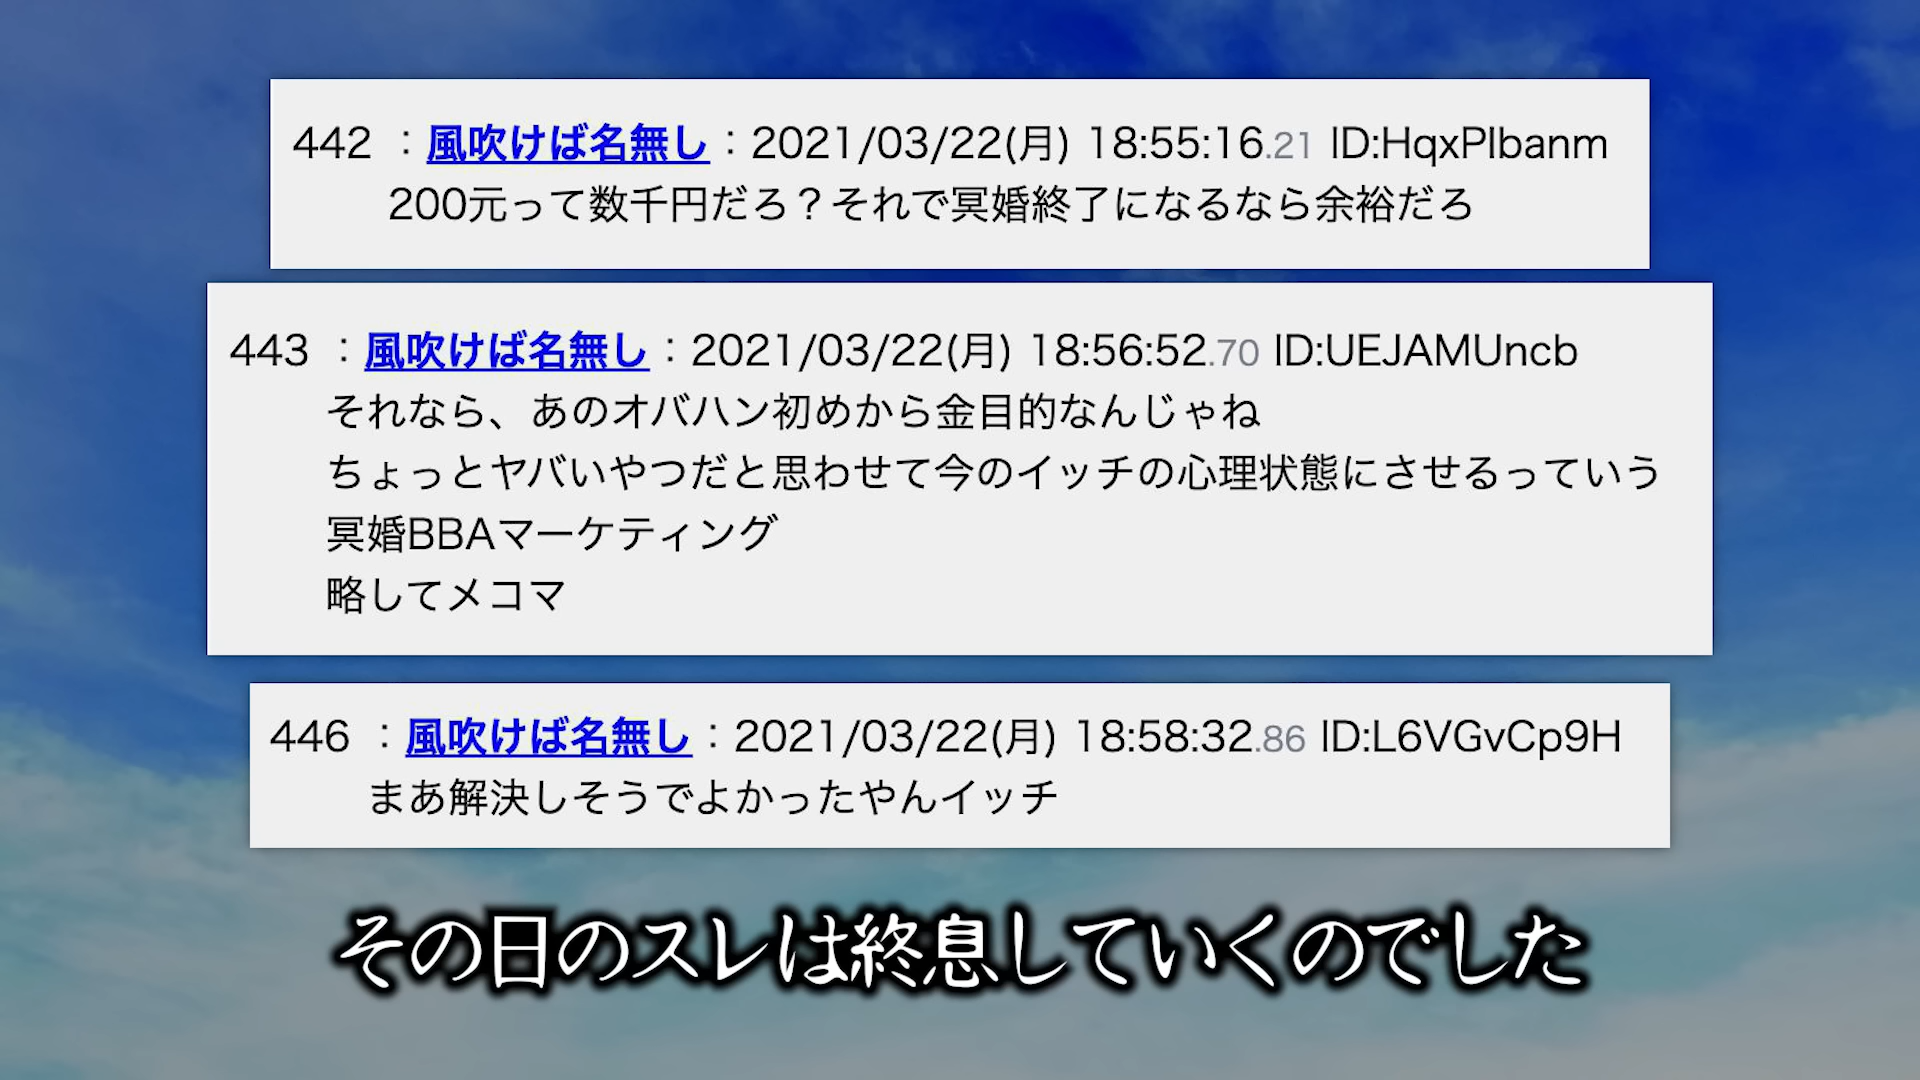 442 ：風吹けば名無し：2021/03/22(月) 18:55:16.21 ID:HqxPlbanm
200元って数千円だろ？それで冥婚終了になるなら余裕だろ
443 ：風吹けば名無し：2021/03/22(月) 18:56:52.70 ID:UEJAMUncb
それなら、あのオバハン初めから金目的なんじゃね
ちょっとヤバいやつだと思わせて今のイッチの心理状態にさせるっていう
冥婚BBAマーケティング
略してメコマ
446 ：風吹けば名無し：2021/03/22(月) 18:58:32.86 ID:L6VGvCp9H
まあ解決しそうでよかったやんイッチ
その日のスレは終息していくのでした